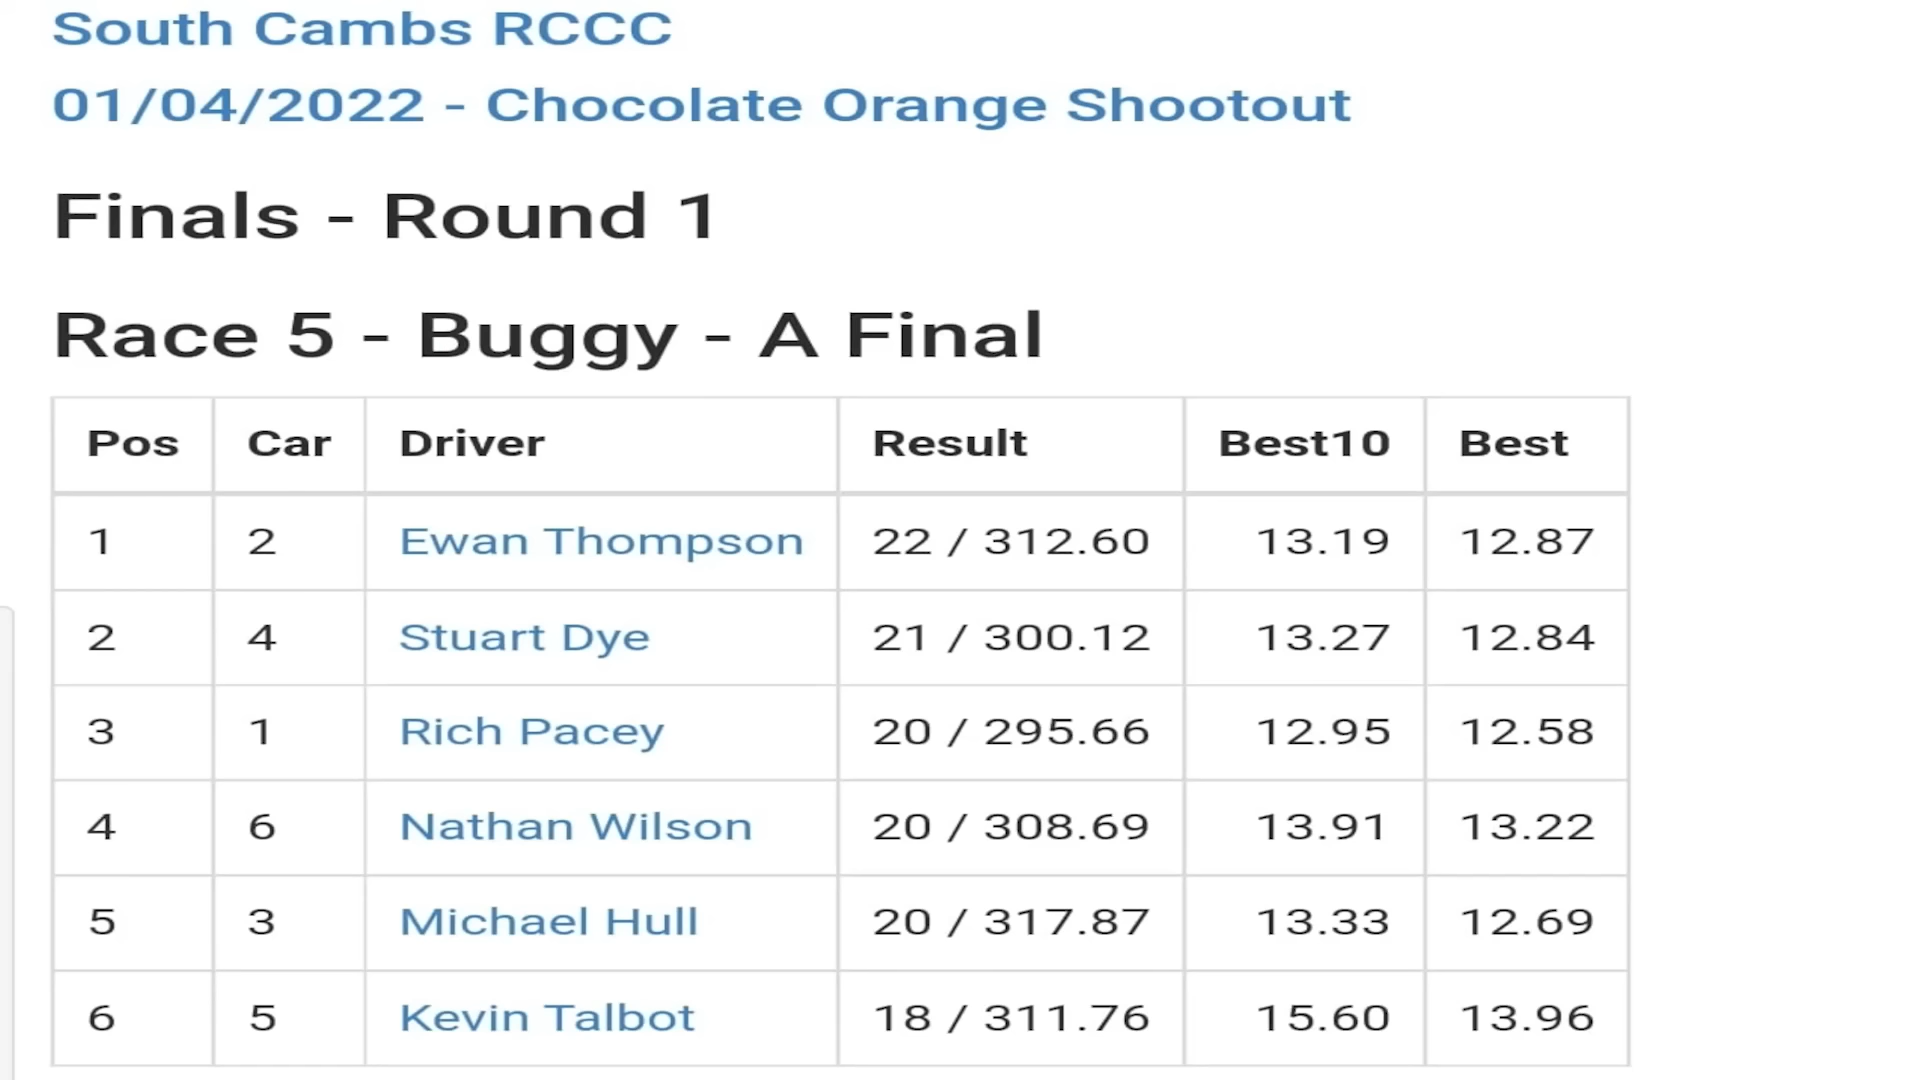 South Cambs RCCC
01/04/2022 - Chocolate Orange Shootout
Finals - Round 1
Race 5 - Buggy - A Final
Pos Car Driver Result Best10 Best
1 2 Ewan Thompson 22 / 312.60 13.19 12.87
2 4 Stuart Dye 21 / 300.12 13.27 12.84
3 1 Rich Pacey 20 / 295.66 12.95 12.58
4 6 Nathan Wilson 20 / 308.69 13.91 13.22
5 3 Michael Hull 20 / 317.87 13.33 12.69
6 5 Kevin Talbot 18 / 311.76 15.60 13.96